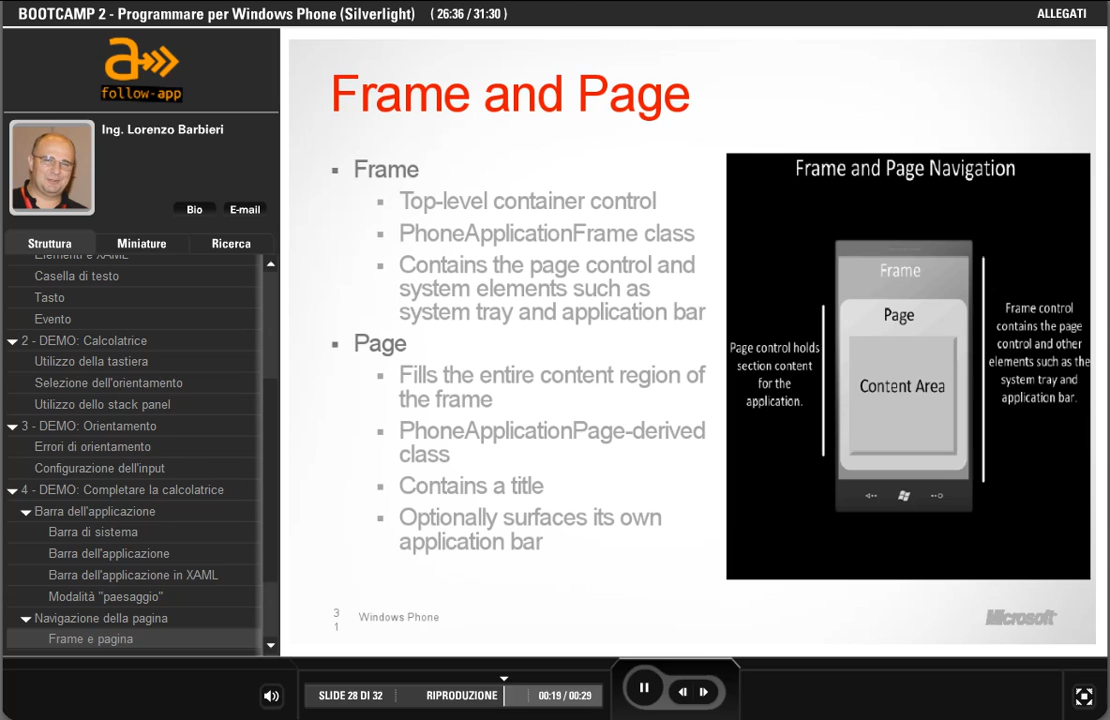 BOOTCAMP 2 - Programmare per Windows Phone (Silverlight) ( 26:36 / 31:30 )
ALLEGATI
a
follow-app
Ing. Lorenzo Barbieri
Bio
E-mail
Struttura
Miniature
Ricerca
Elementi e XAML
Casella di testo
Tasto
Evento
2 - DEMO: Calcolatrice
Utilizzo della tastiera
Selezione dell'orientamento
Utilizzo dello stack panel
3 - DEMO: Orientamento
Errori di orientamento
Configurazione dell'input
4 - DEMO: Completare la calcolatrice
Barra dell'applicazione
Barra di sistema
Barra dell'applicazione
Barra dell'applicazione in XAML
Modalità "paesaggio"
Navigazione della pagina
Frame e pagina
Frame and Page
Frame
Top-level container control
PhoneApplicationFrame class
Contains the page control and
system elements such as
system tray and application bar
Page
Fills the entire content region of
the frame
PhoneApplicationPage-derived
class
Contains a title
Optionally surfaces its own
application bar
Frame and Page Navigation
Frame
Page
Content Area
Page control holds
section content
for the
application.
Frame control
contains the page
control and other
elements such as the
system tray and
application bar.
3
1
Windows Phone
Microsoft
SLIDE 28 DI 32
RIPRODUZIONE
00:19 / 00:29